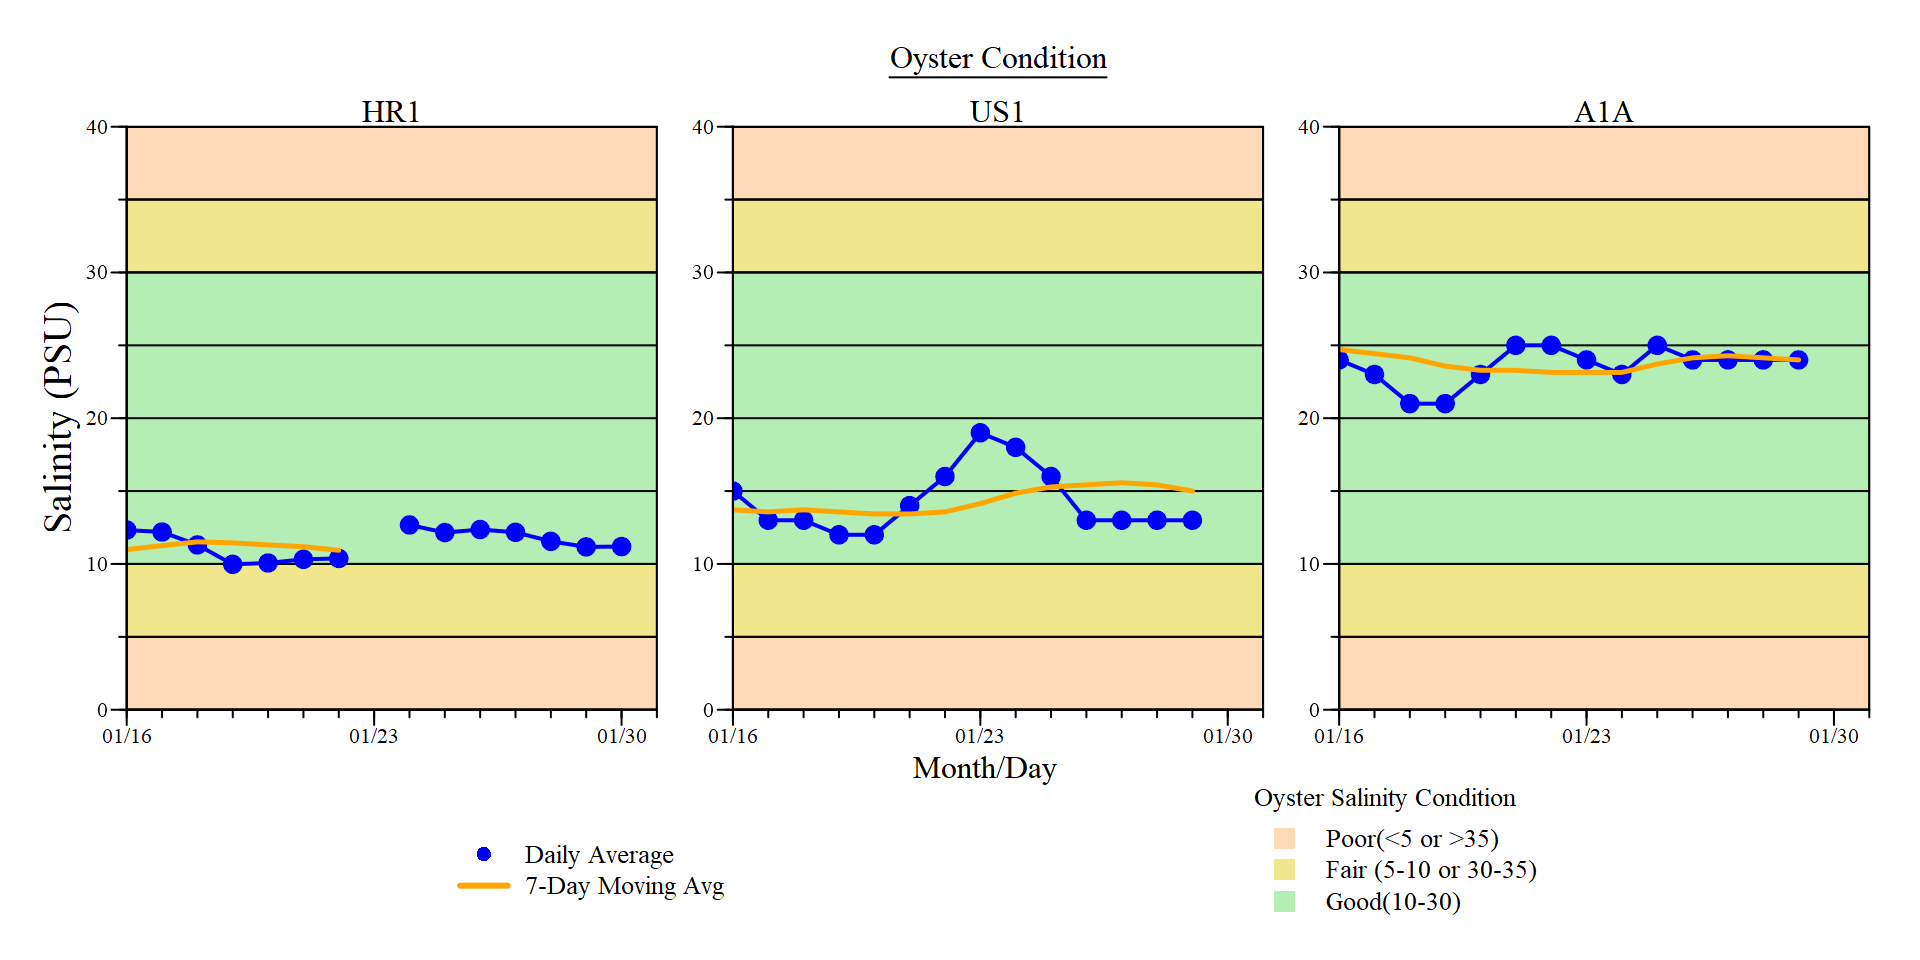 Oyster Condition
HR1
US1
A1A
Salinity (PSU)
40
30
20
10
0
01/16
01/23
01/30
40
30
20
10
0
01/16
01/23
01/30
40
30
20
10
0
01/16
01/23
01/30
Month/Day
Daily Average
7-Day Moving Avg
Oyster Salinity Condition
Poor(<5 or >35)
Fair (5-10 or 30-35)
Good(10-30)